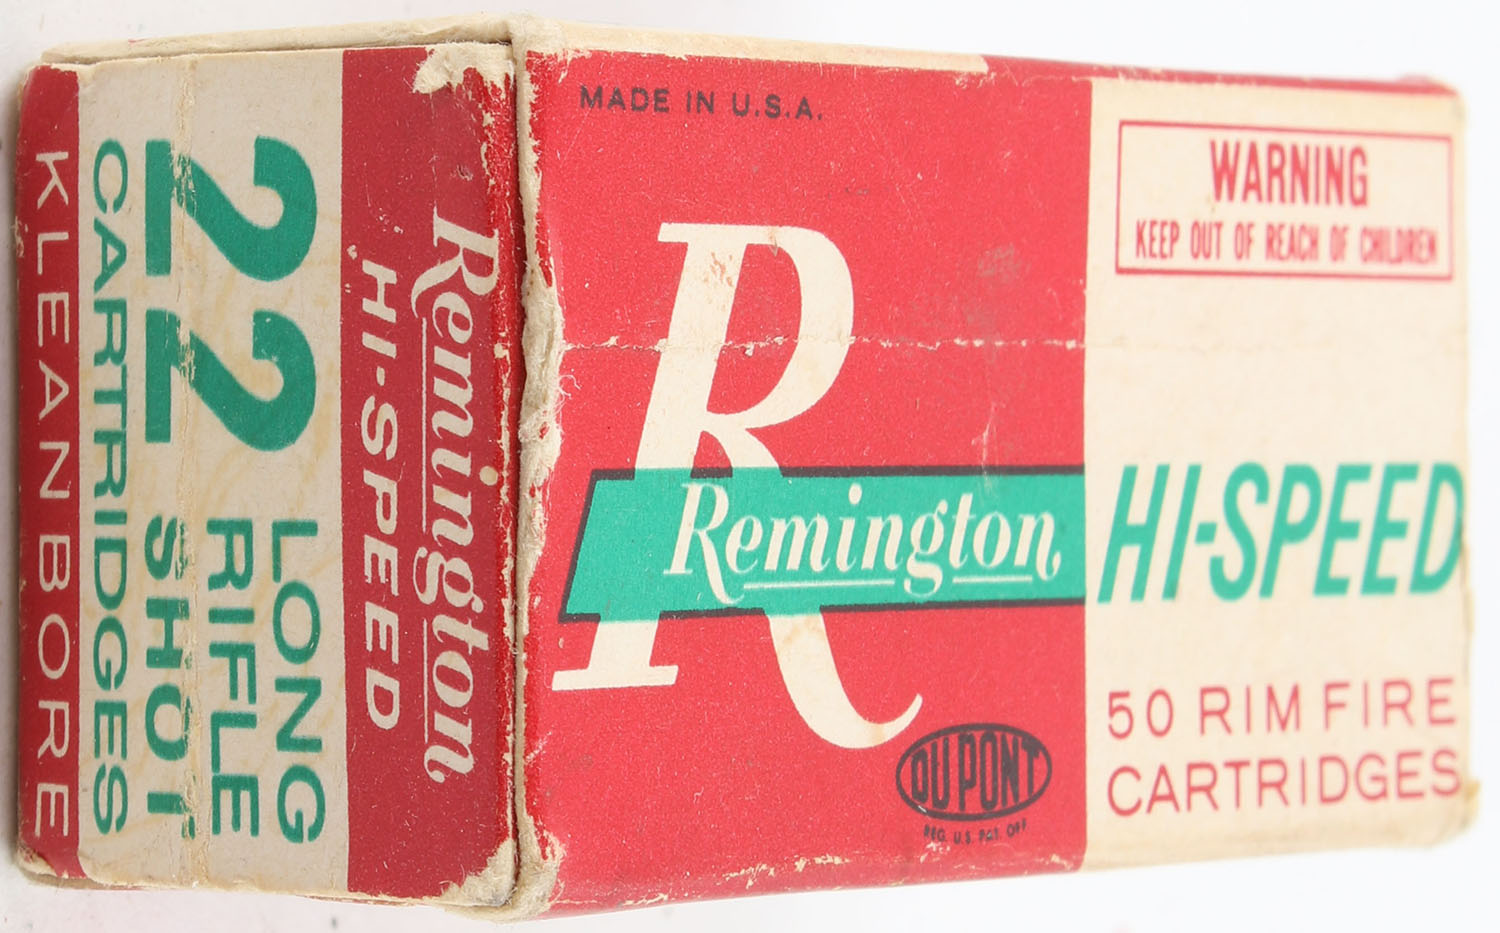 Remington
HI-SPEED
22 LONG
RIFLE
SHOT
CARTRIDGES
KLEANBORE
MADE IN U.S.A.
R
Remington
DU PONT
REG. U.S. PAT. OFF
WARNING
KEEP OUT OF REACH OF CHILDREN
HI-SPEED
50 RIM FIRE
CARTRIDGES